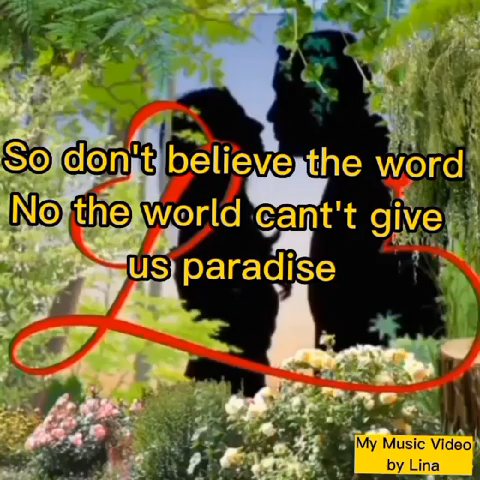 So don't believe the word
No the world cant't give
us paradise
My Music Video
by Lina